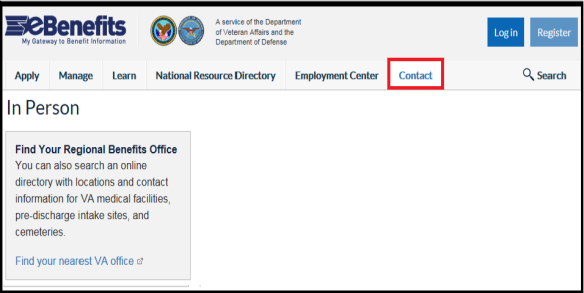 eBenefits
My Gateway to Benefit Information
A service of the Department
of Veteran Affairs and the
Department of Defense
Log in
Register
Apply Manage Learn National Resource Directory Employment Center Contact Search
In Person
Find Your Regional Benefits Office
You can also search an online
directory with locations and contact
information for VA medical facilities,
pre-discharge intake sites, and
cemeteries.
Find your nearest VA office